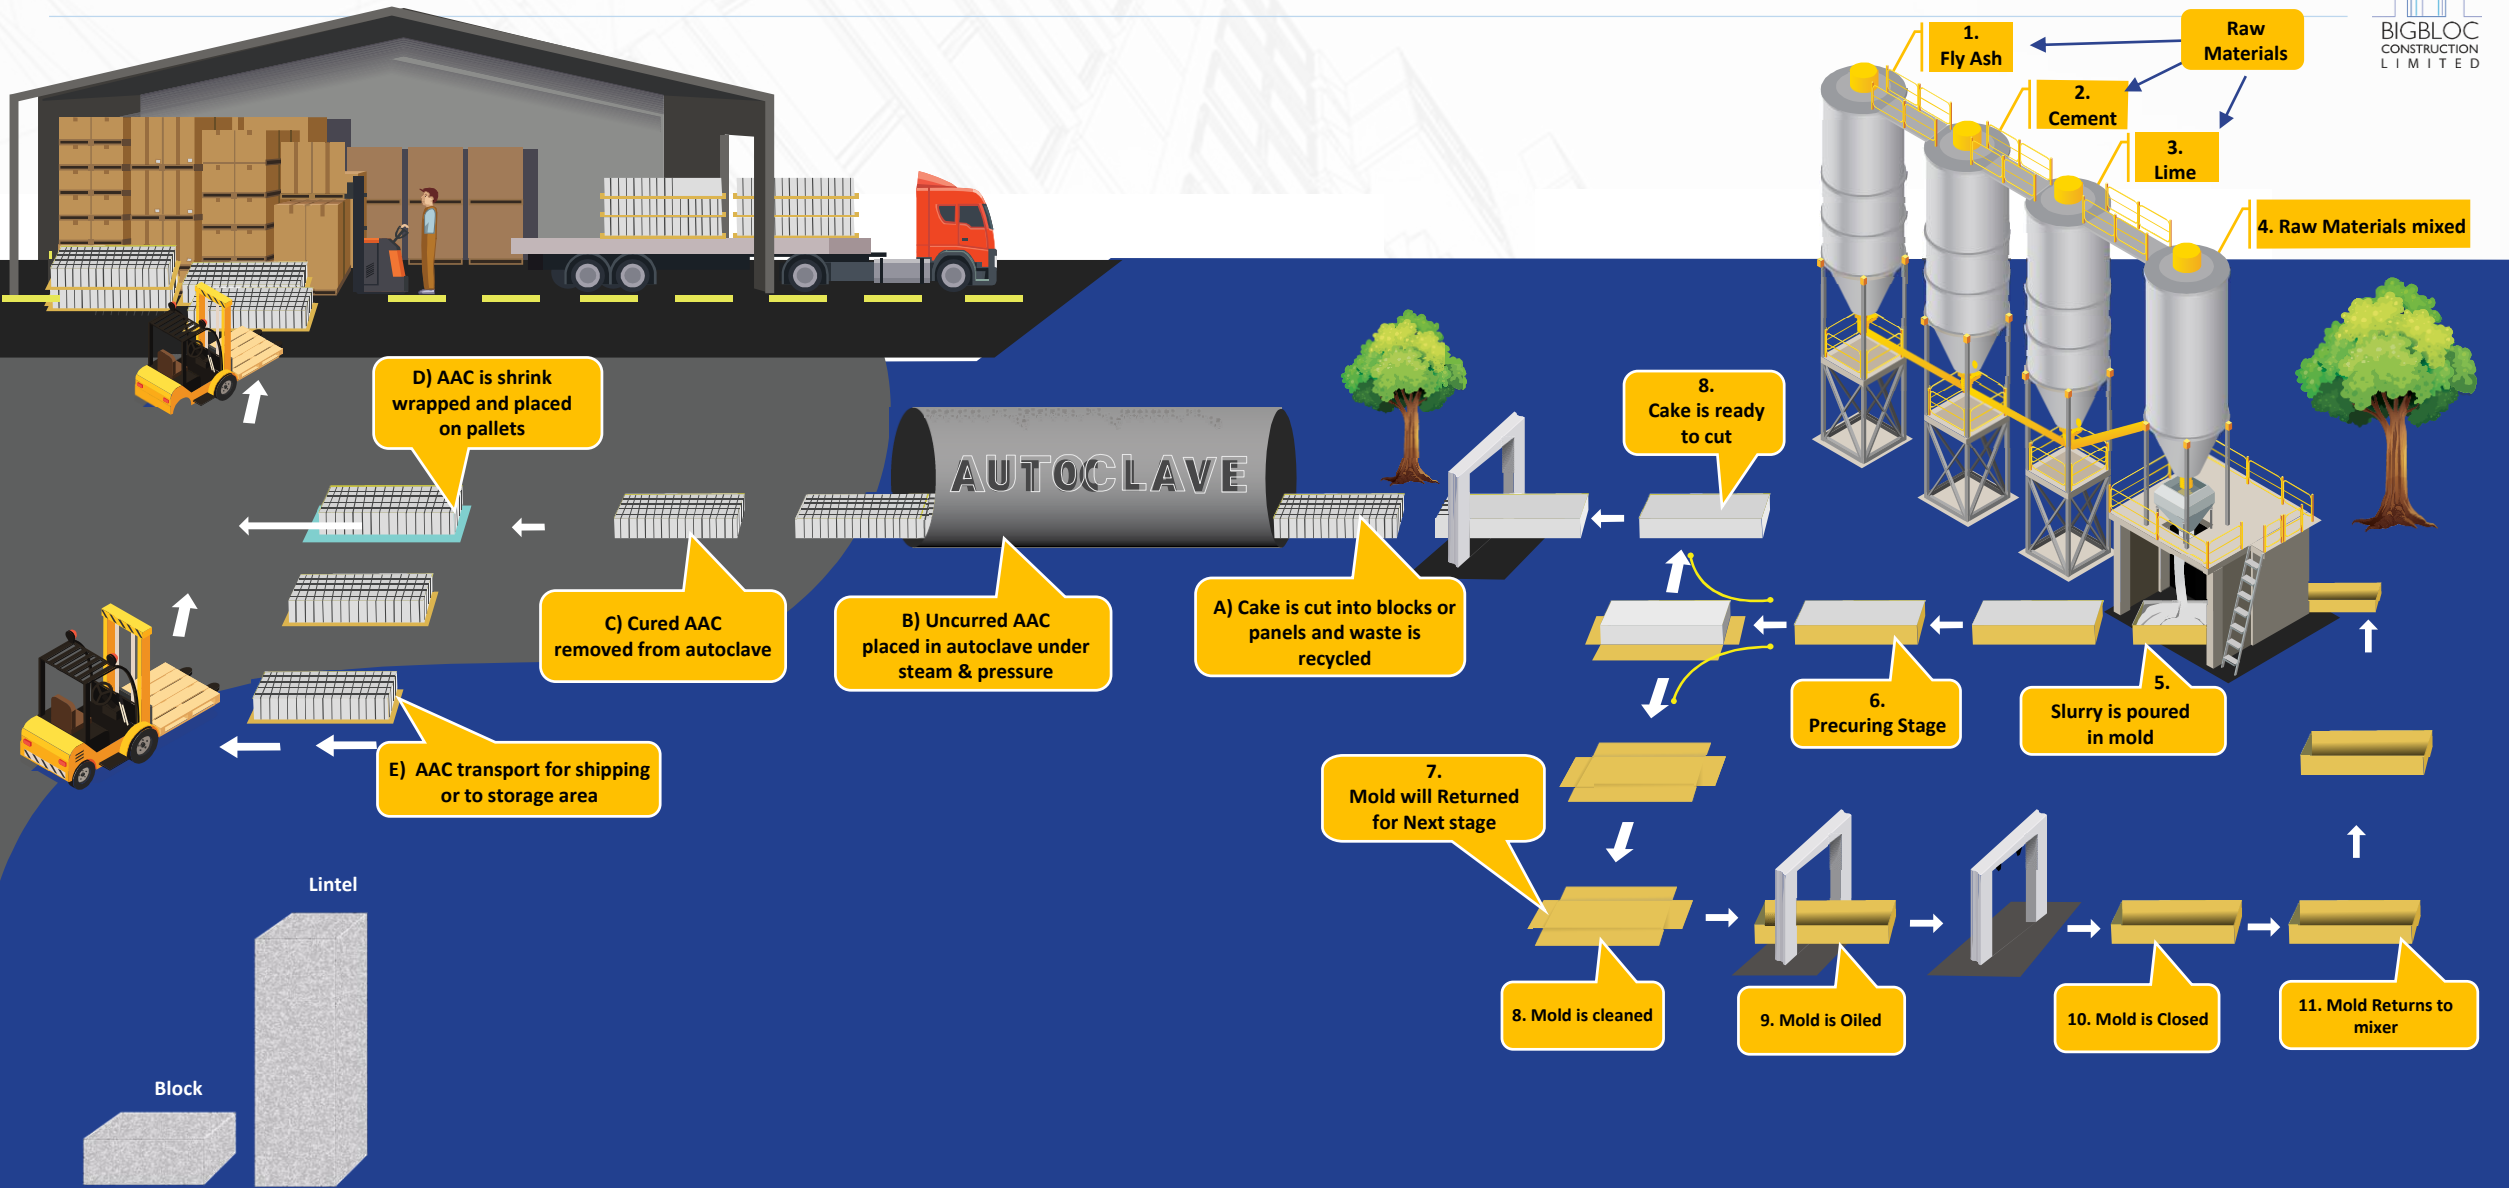 BIGBLOC
CONSTRUCTION
LIMITED
Raw
Materials
1.
Fly Ash
2.
Cement
3.
Lime
4. Raw Materials mixed
D) AAC is shrink
wrapped and placed
on pallets
8.
Cake is ready
to cut
AUTOCLAVE
C) Cured AAC
removed from autoclave
B) Uncurred AAC
placed in autoclave under
steam & pressure
A) Cake is cut into blocks or
panels and waste is
recycled
6.
Precuring Stage
5.
Slurry is poured
in mold
E) AAC transport for shipping
or to storage area
7.
Mold will Returned
for Next stage
8. Mold is cleaned
9. Mold is Oiled
10. Mold is Closed
11. Mold Returns to
mixer
Lintel
Block